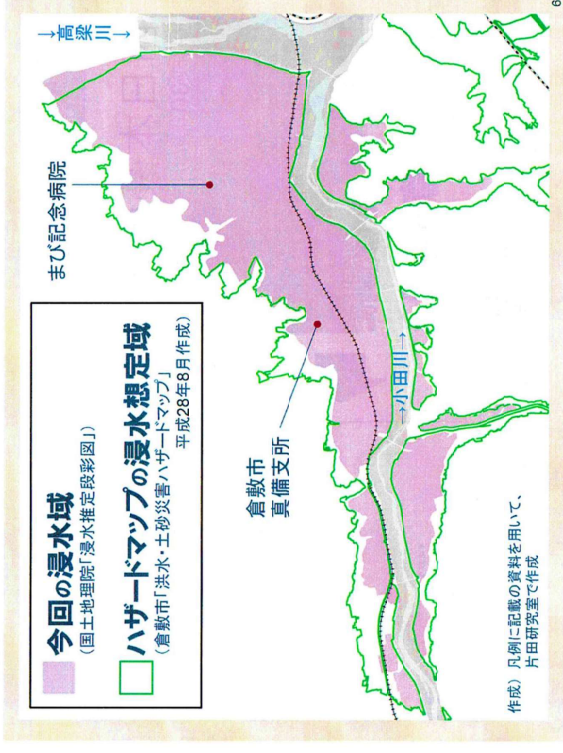 今回の浸水域
(国土地理院「浸水推定段彩図」)
ハザードマップの浸水想定域
(倉敷市「洪水・土砂災害ハザードマップ」
平成28年8月作成)
まび記念病院
↓高梁川↓
倉敷市
真備支所
→小田川→
作成) 凡例に記載の資料を用いて、
片田研究室で作成
6